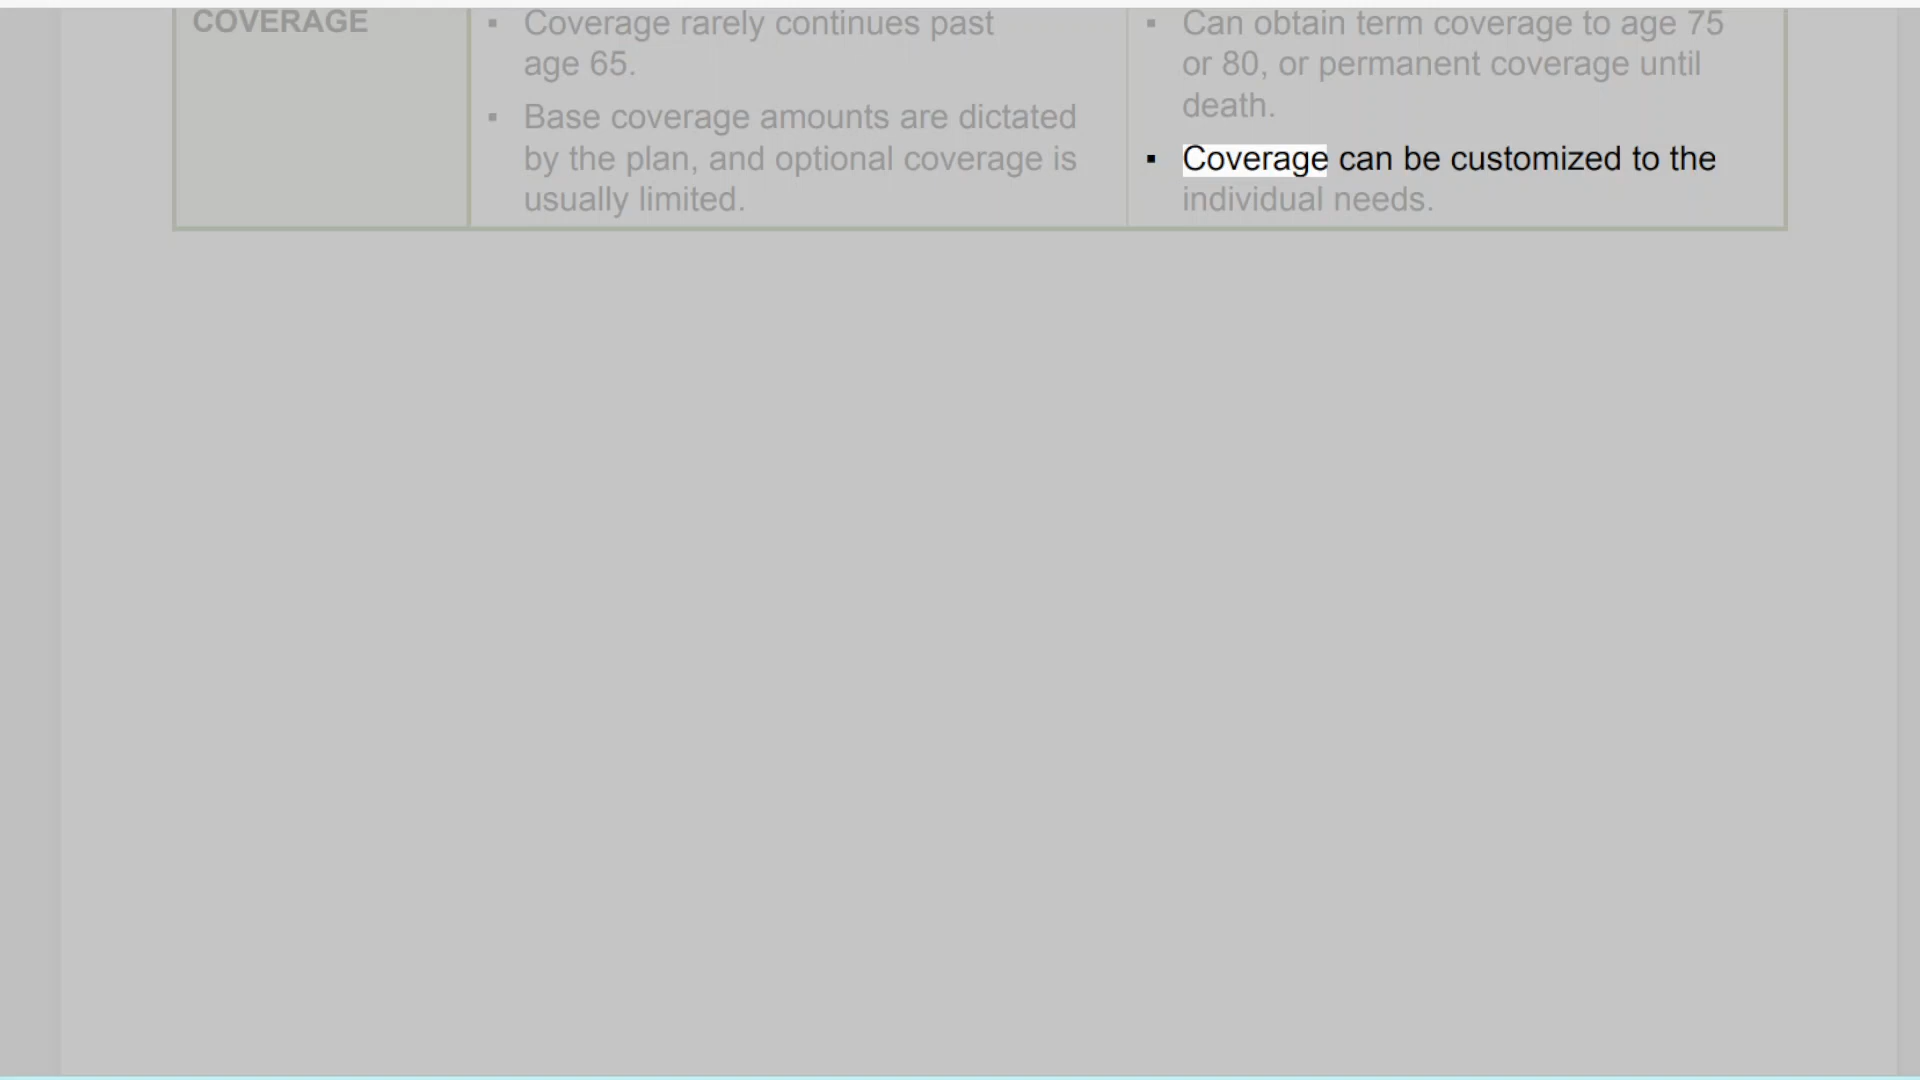 COVERAGE
▪ Coverage rarely continues past
age 65.
▪ Base coverage amounts are dictated
by the plan, and optional coverage is
usually limited.
▪ Can obtain term coverage to age 75
or 80, or permanent coverage until
death.
▪ Coverage can be customized to the
individual needs.